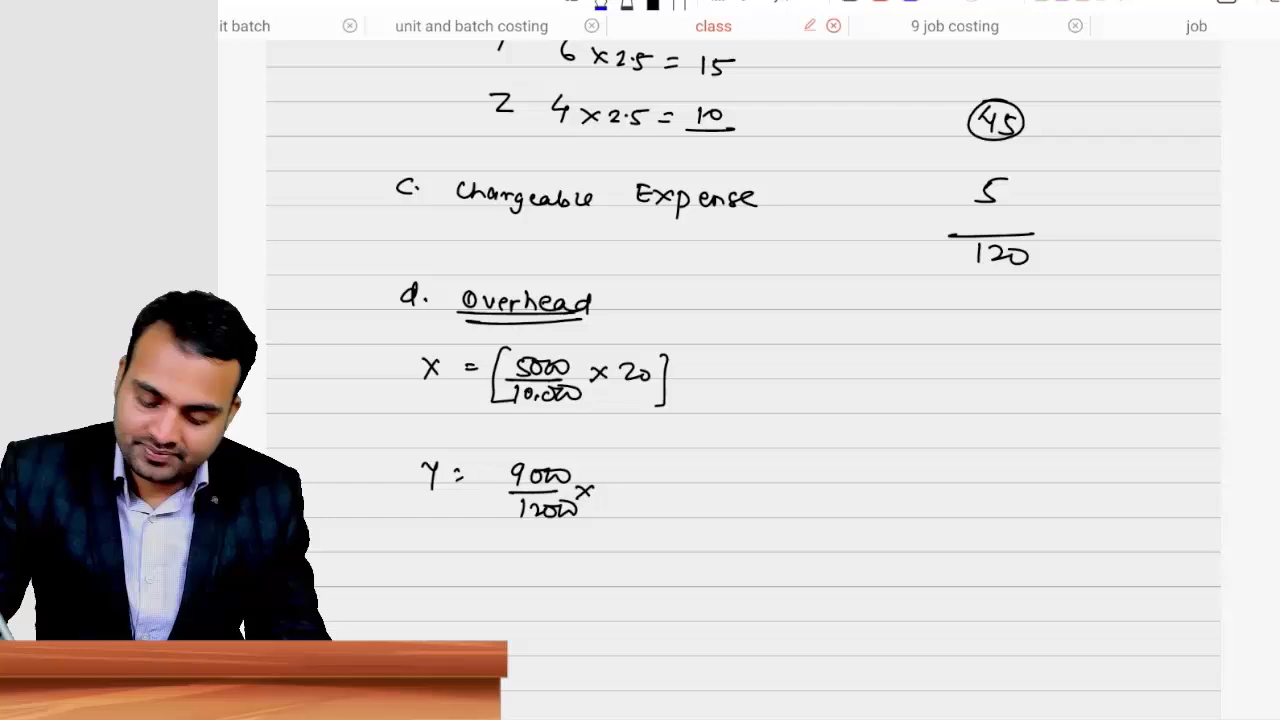 it batch unit and batch costing class 9 job costing job
6 × 2.5 = 15
Z 4 × 2.5 = 10 45
c. Chargeable Expense 5
120
d. Overhead
X = [5000/10,000 × 20]
Y = 9000/12000 ×